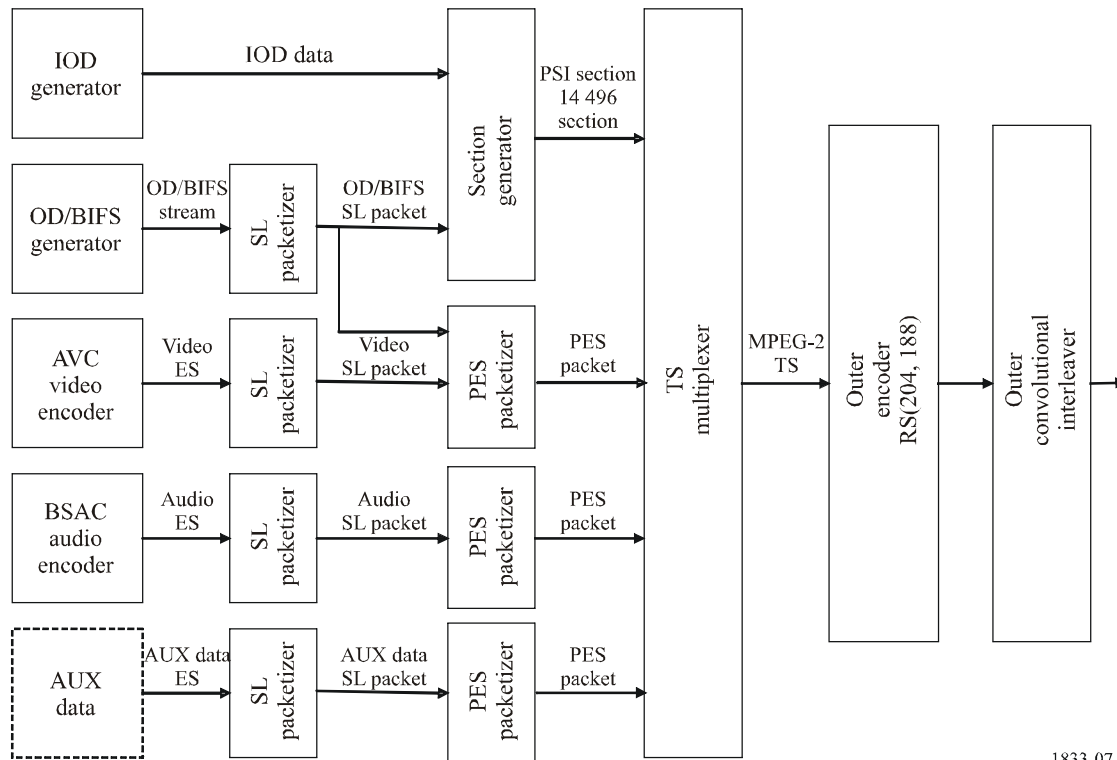 IOD
generator
IOD data
Section
generator
PSI section
14 496
section
OD/BIFS
generator
OD/BIFS
stream
SL
packetizer
OD/BIFS
SL packet
AVC
video
encoder
Video
ES
SL
packetizer
Video
SL packet
PES
packetizer
PES
packet
BSAC
audio
encoder
Audio
ES
SL
packetizer
Audio
SL packet
PES
packetizer
PES
packet
AUX
data
AUX data
ES
SL
packetizer
AUX data
SL packet
PES
packetizer
PES
packet
TS
multiplexer
MPEG-2
TS
Outer
encoder
RS(204, 188)
Outer
convolutional
interleaver
1833-07